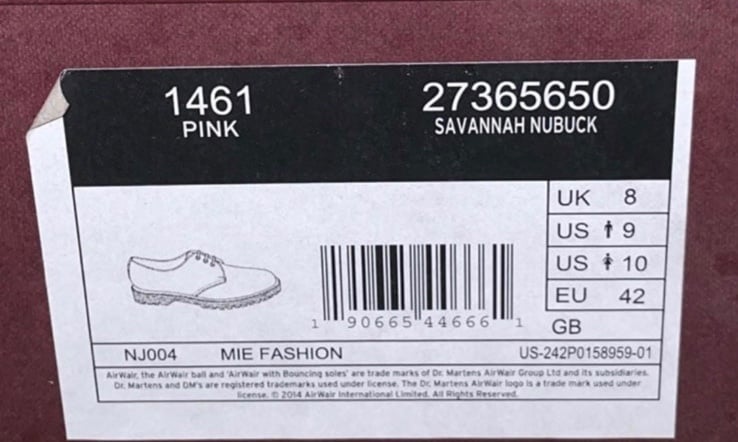 1461
PINK
27365650
SAVANNAH NUBUCK
UK 8
US 9
US 10
EU 42
GB
1 90665 44666 1
NJ004 MIE FASHION US-242P0158959-01
AirWair, the AirWair ball and 'AirWair with Bouncing soles' are trade marks of Dr. Martens AirWair Group Ltd and its subsidiaries.
Dr. Martens and DM's are registered trademarks used under license. The Dr. Martens AirWair logo is a trade mark used under
license. © 2014 AirWair International Limited. All Rights Reserved.